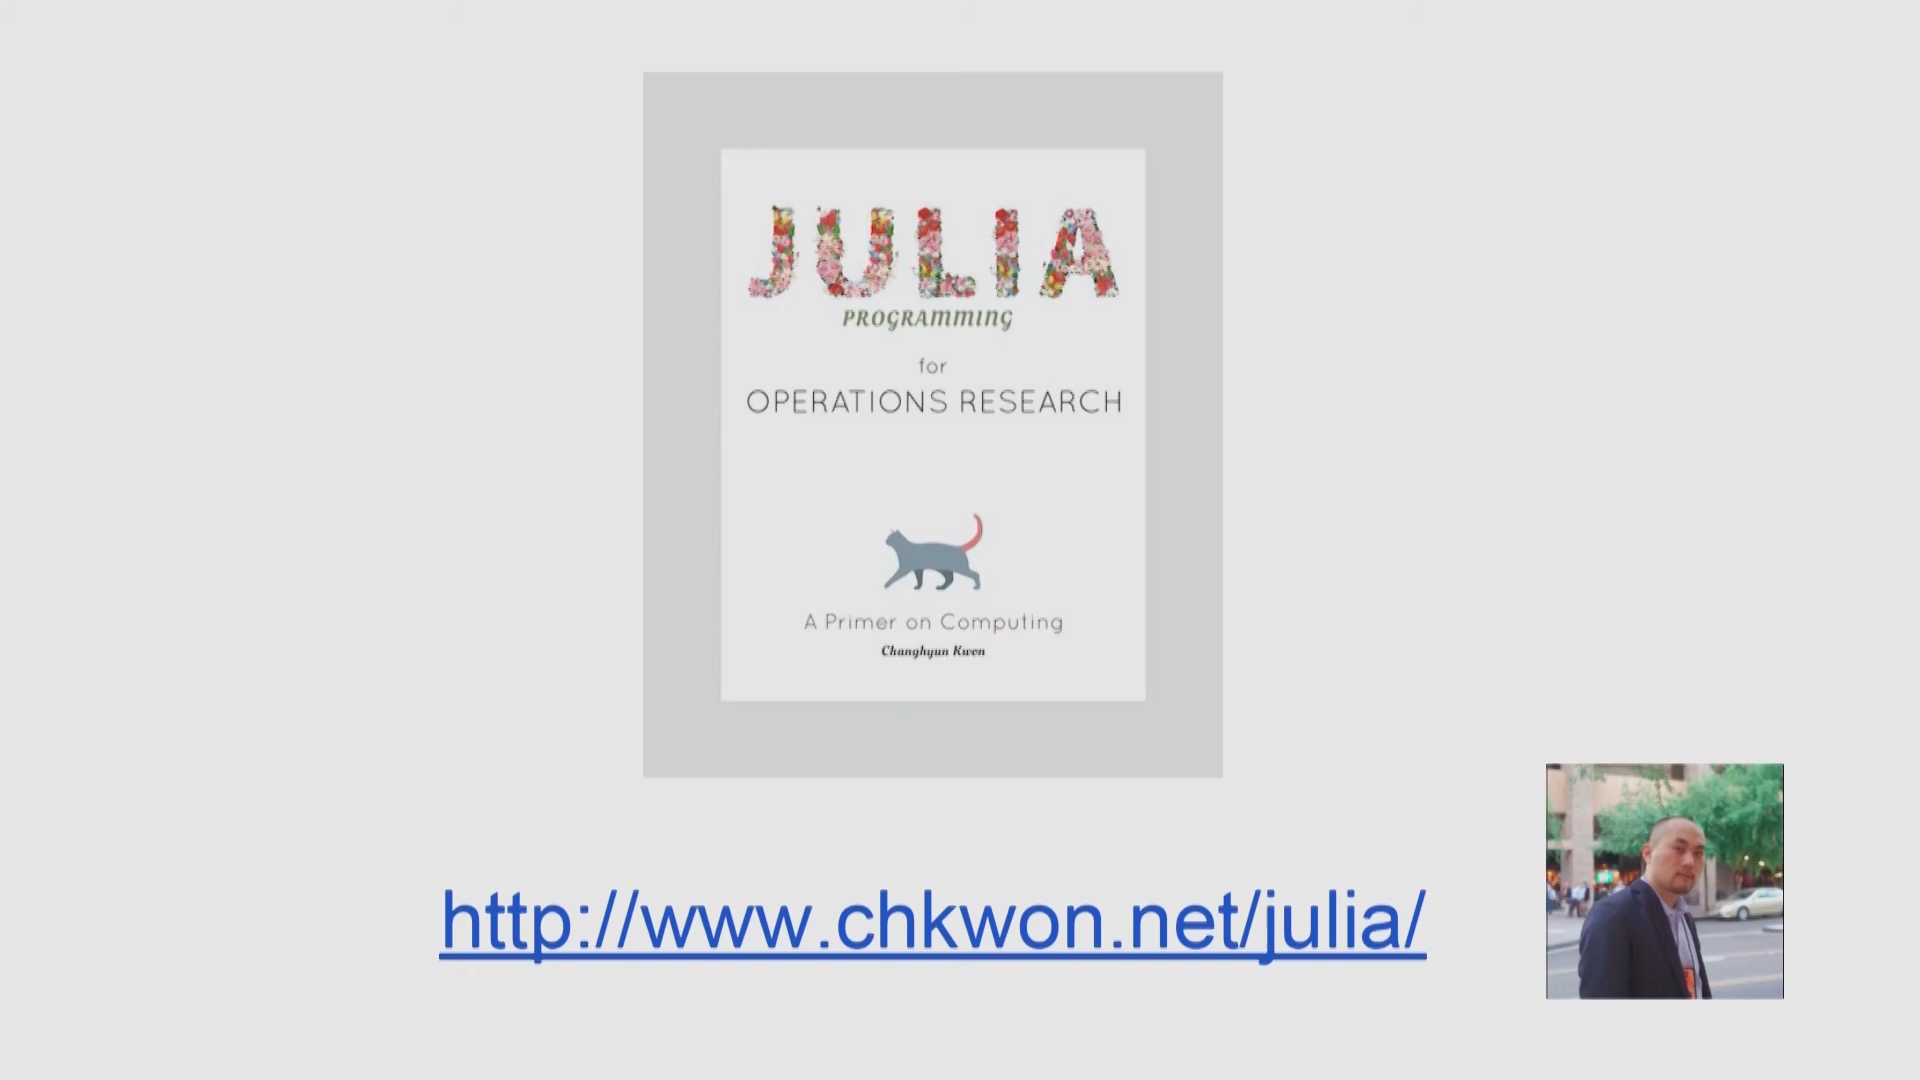 JULIA
PROGRAMMING
for
OPERATIONS RESEARCH
A Primer on Computing
Changhyun Kwon
http://www.chkwon.net/julia/